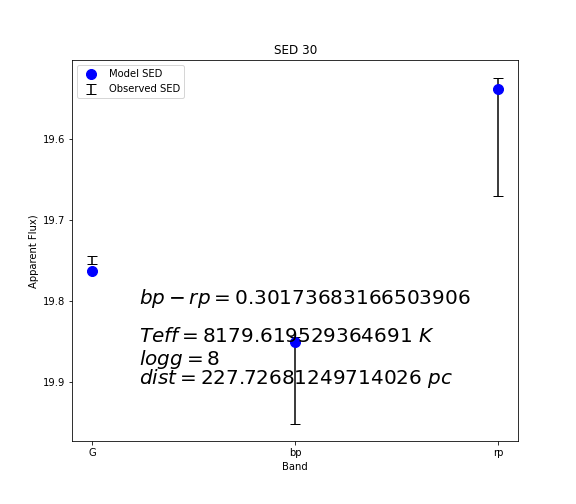 SED 30
Model SED
Observed SED
Apparent Flux)
19.6
19.7
19.8
19.9
bp − rp = 0.30173683166503906
Teff = 8179.619529364691 K
logg = 8
dist = 227.72681249714026 pc
G bp rp
Band